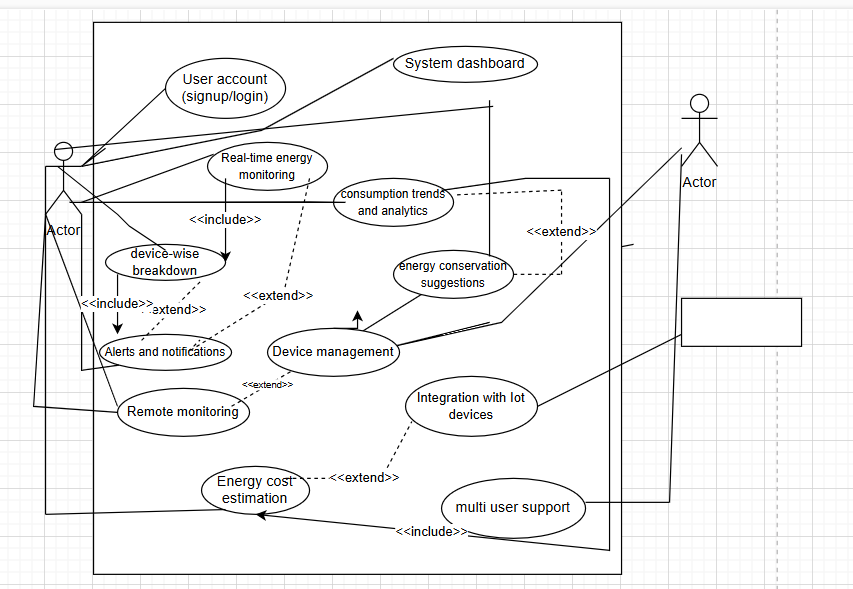 System dashboard
User account
(signup/login)
Real-time energy
monitoring
Actor
consumption trends
and analytics
<<include>>
Actor
<<extend>>
device-wise
breakdown
energy conservation
suggestions
<<extend>>
<<include>>
extend>>
Alerts and notifications
Device management
<<extend>>
Integration with Iot
devices
Remote monitoring
Energy cost
estimation
<<extend>>
multi user support
<<include>>